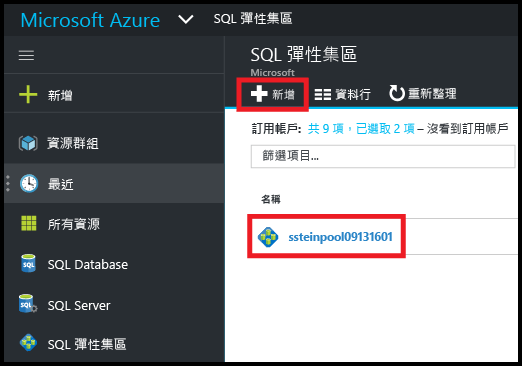 Microsoft Azure SQL 彈性集區
新增
資源群組
最近
所有資源
SQL Database
SQL Server
SQL 彈性集區
SQL 彈性集區
Microsoft
新增 資料行 重新整理
訂用帳戶: 共 9 項，已選取 2 項 – 沒看到訂用帳戶
篩選項目...
名稱
ssteinpool09131601